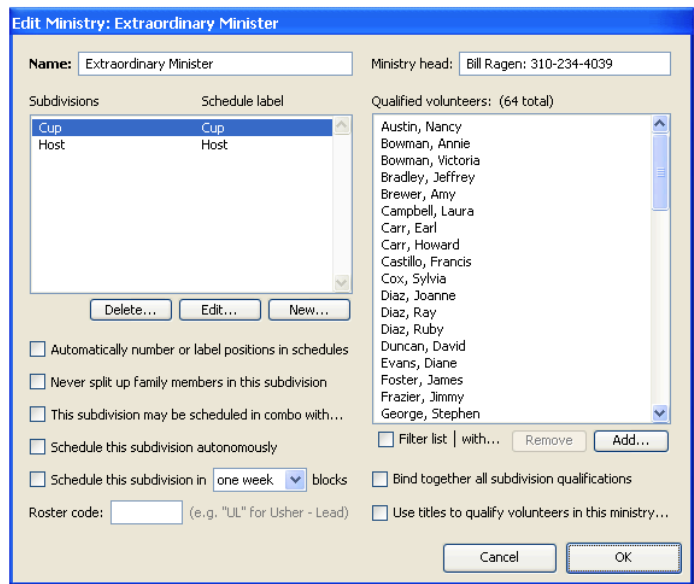 Edit Ministry: Extraordinary Minister
Name: Extraordinary Minister
Ministry head: Bill Ragen: 310-234-4039
Subdivisions Schedule label
Cup Cup
Host Host
Delete... Edit... New...
Automatically number or label positions in schedules
Never split up family members in this subdivision
This subdivision may be scheduled in combo with...
Schedule this subdivision autonomously
Schedule this subdivision in one week blocks
Roster code: (e.g. "UL" for Usher - Lead)
Qualified volunteers: (64 total)
Austin, Nancy
Bowman, Annie
Bowman, Victoria
Bradley, Jeffrey
Brewer, Amy
Campbell, Laura
Carr, Earl
Carr, Howard
Castillo, Francis
Cox, Sylvia
Diaz, Joanne
Diaz, Ray
Diaz, Ruby
Duncan, David
Evans, Diane
Foster, James
Frazier, Jimmy
George, Stephen
Filter list | with... Remove Add...
Bind together all subdivision qualifications
Use titles to qualify volunteers in this ministry...
Cancel OK